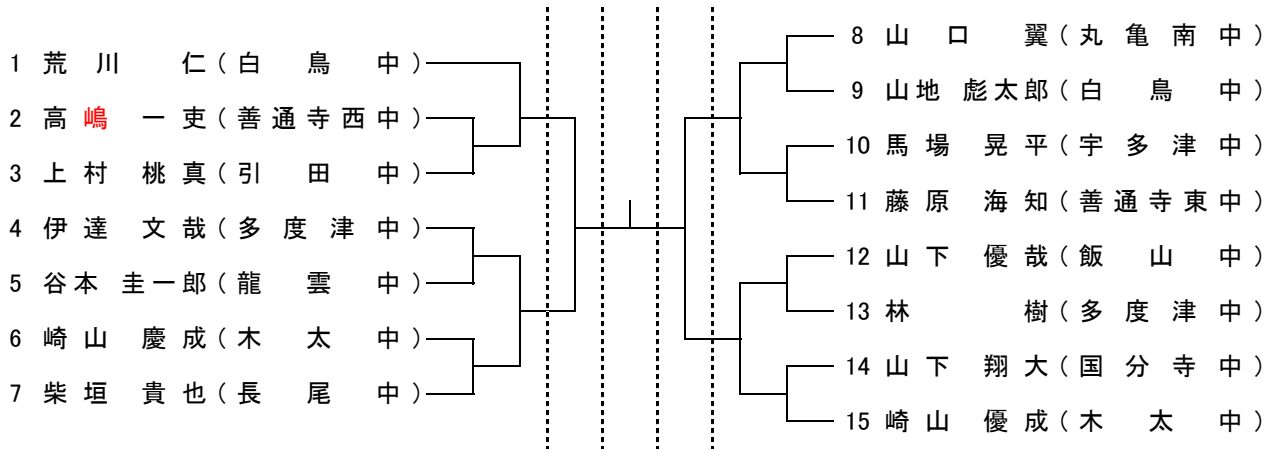 1 荒川 仁(白鳥中)
2 高嶋 一吏(善通寺西中)
3 上村 桃真(引田中)
4 伊達 文哉(多度津中)
5 谷本 圭一郎(龍雲中)
6 崎山 慶成(木太中)
7 柴垣 貴也(長尾中)
8 山口 翼(丸亀南中)
9 山地 彪太郎(白鳥中)
10 馬場 晃平(宇多津中)
11 藤原 海知(善通寺東中)
12 山下 優哉(飯山中)
13 林 樹(多度津中)
14 山下 翔大(国分寺中)
15 崎山 優成(木太中)